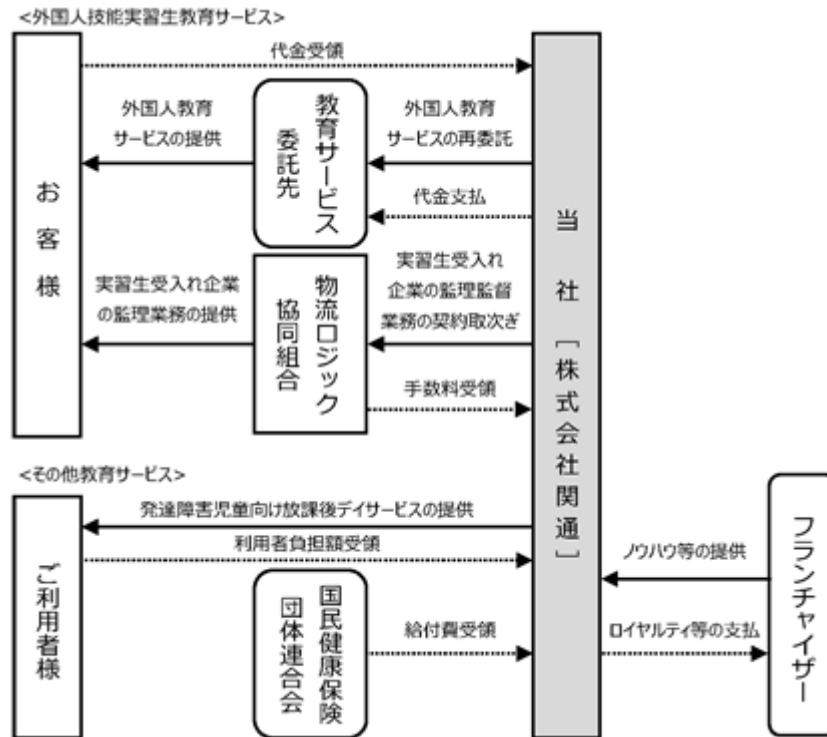 <外国人技能実習生教育サービス>
代金受領
外国人教育
サービスの提供
教育サービス
委託先
外国人教育
サービスの再委託
代金支払
お客様
実習生受入れ企業
の監理業務の提供
物流ロジック
協同組合
実習生受入れ
企業の監理監督
業務の契約取次ぎ
手数料受領
当社［株式会社関通］
<その他教育サービス>
発達障害児童向け放課後デイサービスの提供
利用者負担額受領
ご利用者様
国民健康保険
団体連合会
給付費受領
ノウハウ等の提供
ロイヤルティ等の支払
フランチャイザー